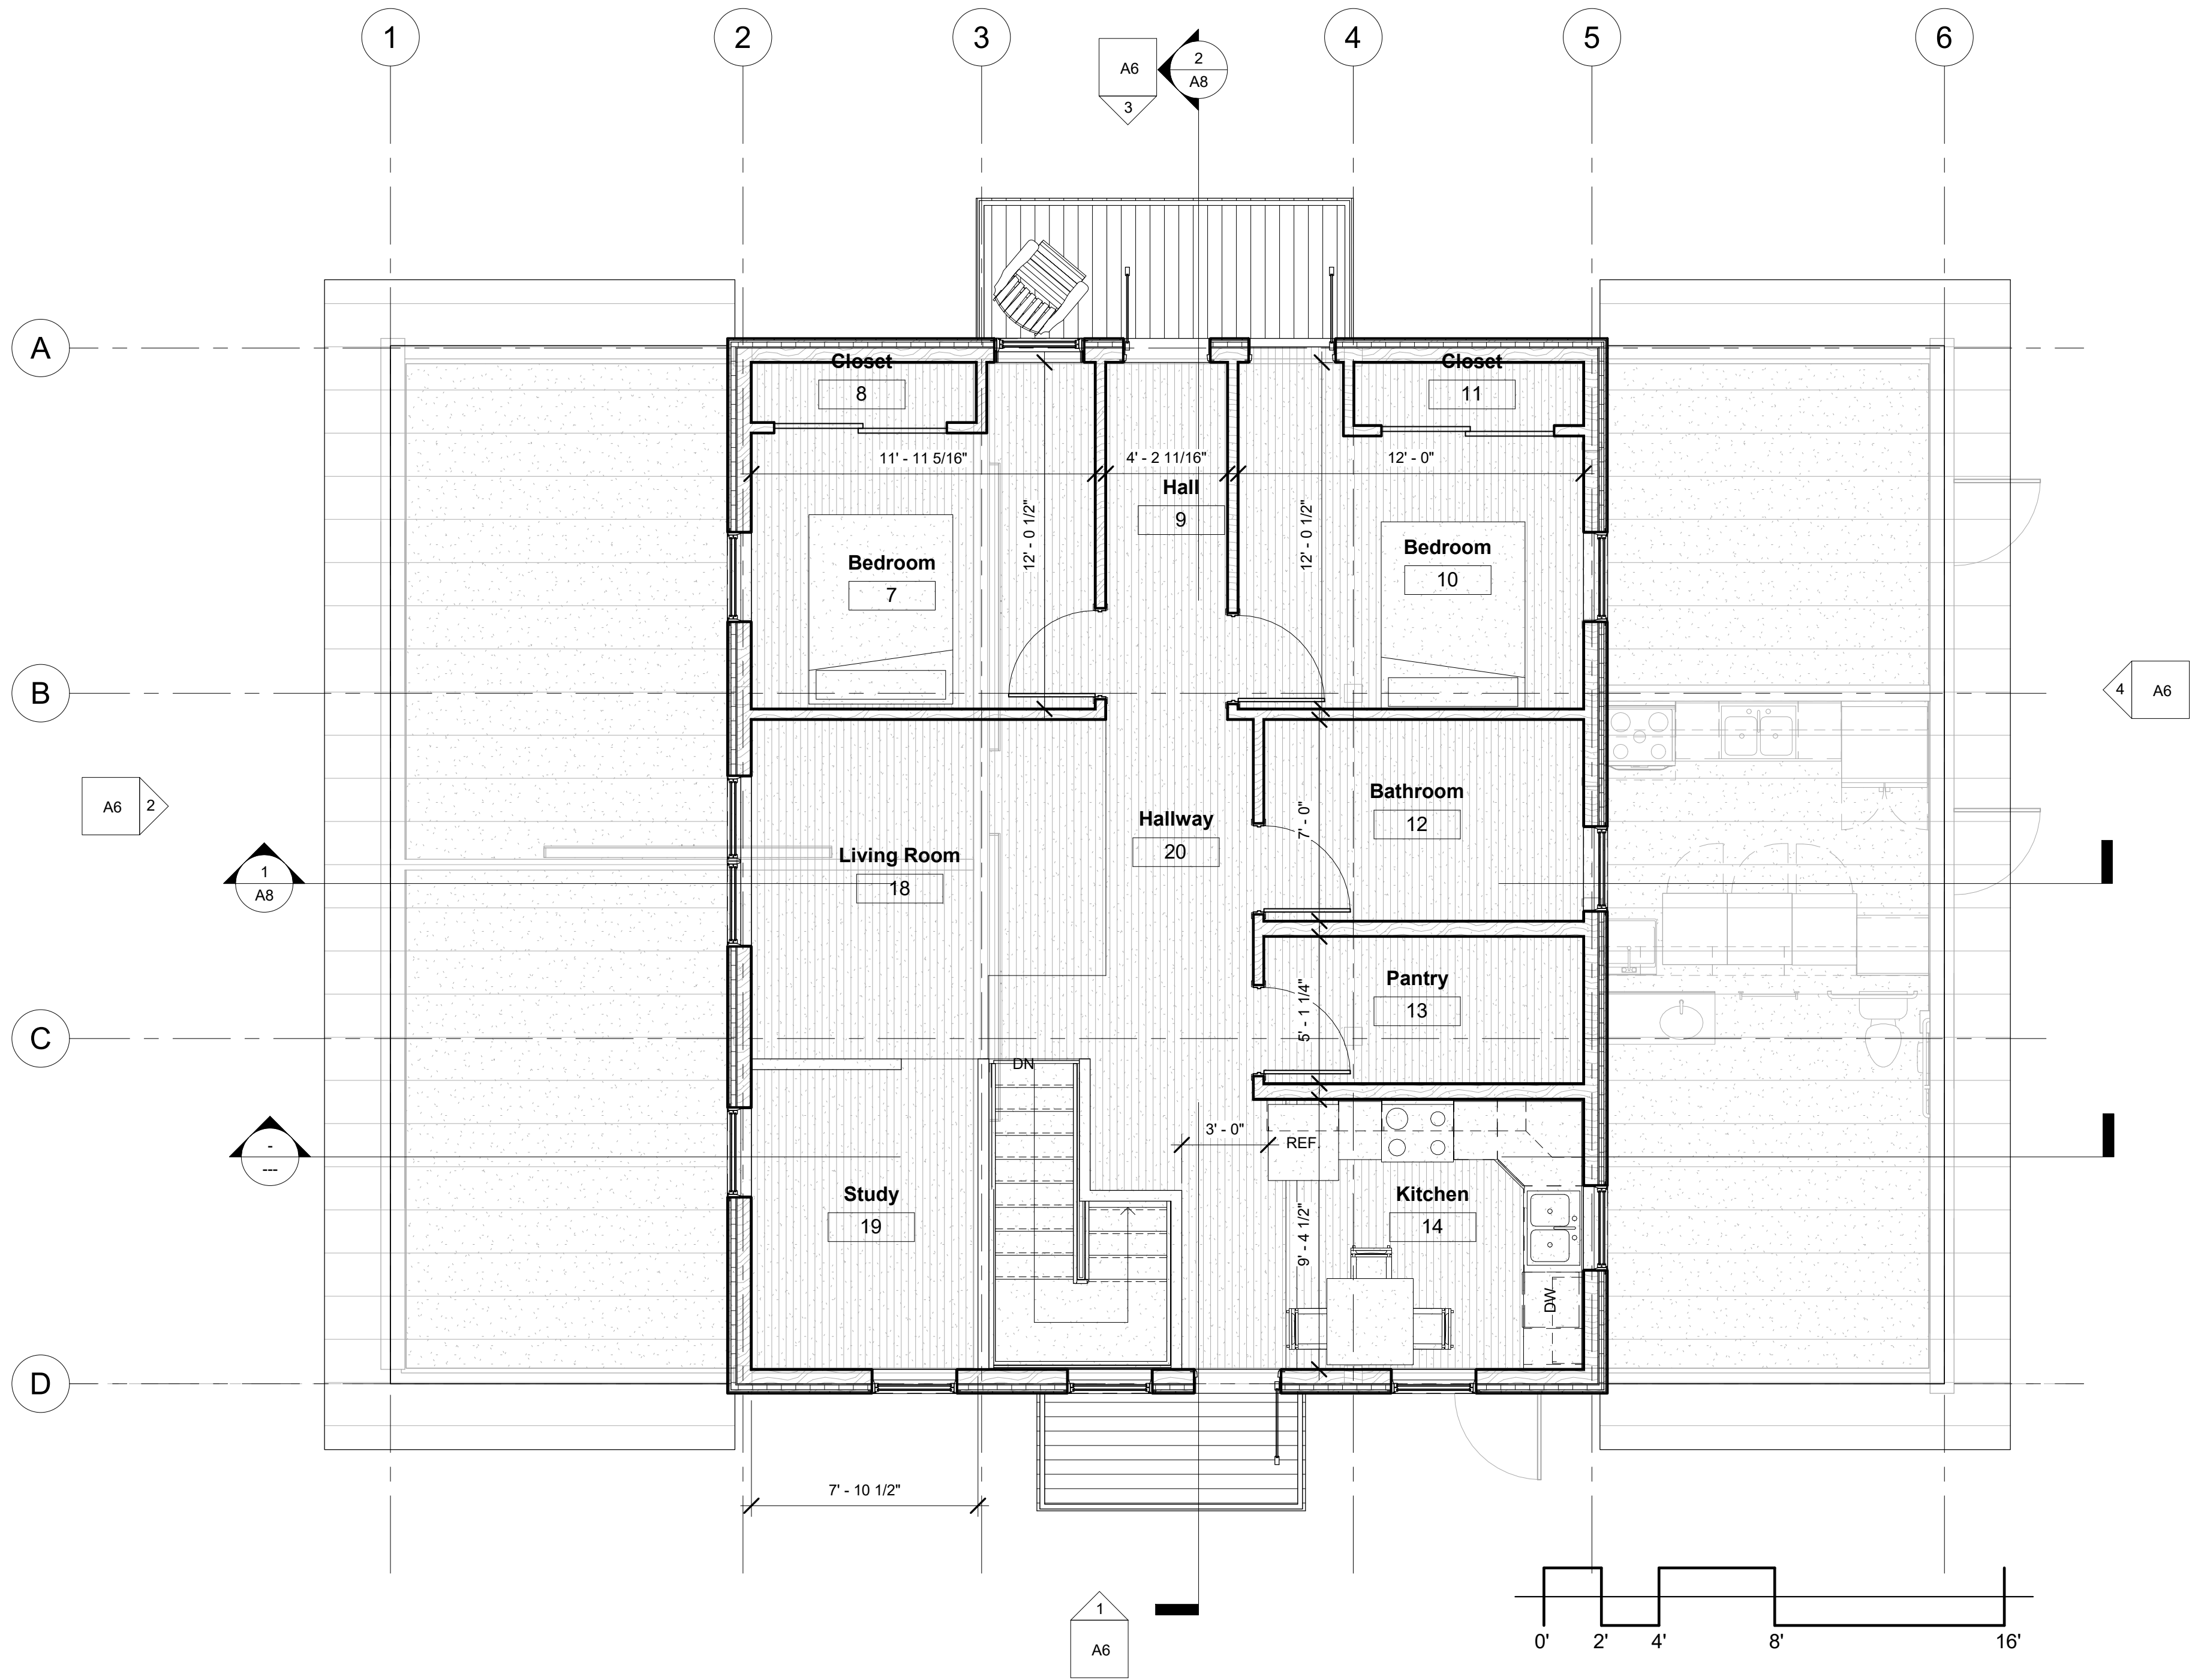 1
2
3
4
5
6
A6
3
2
A8
A
Closet
8
Closet
11
11' - 11 5/16"
4' - 2 11/16"
12' - 0"
Hall
9
12' - 0 1/2"
12' - 0 1/2"
Bedroom
7
Bedroom
10
B
4
A6
A6
2
Bathroom
12
7' - 0"
Hallway
20
Living Room
18
1
A8
Pantry
13
5' - 1 1/4"
C
DN
3' - 0"
REF.
-
---
Study
19
Kitchen
14
9' - 4 1/2"
DW
D
7' - 10 1/2"
1
A6
0'
2'
4'
8'
16'